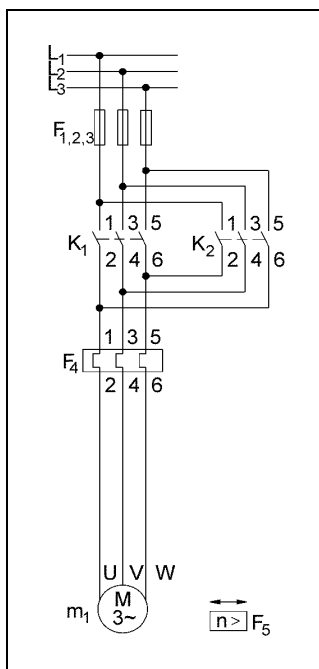 L1
L2
L3
F1,2,3
1 3 5 1 3 5
K1 K2
2 4 6 2 4 6
1 3 5
F4
2 4 6
U V W
M
3~
m1
n> F5